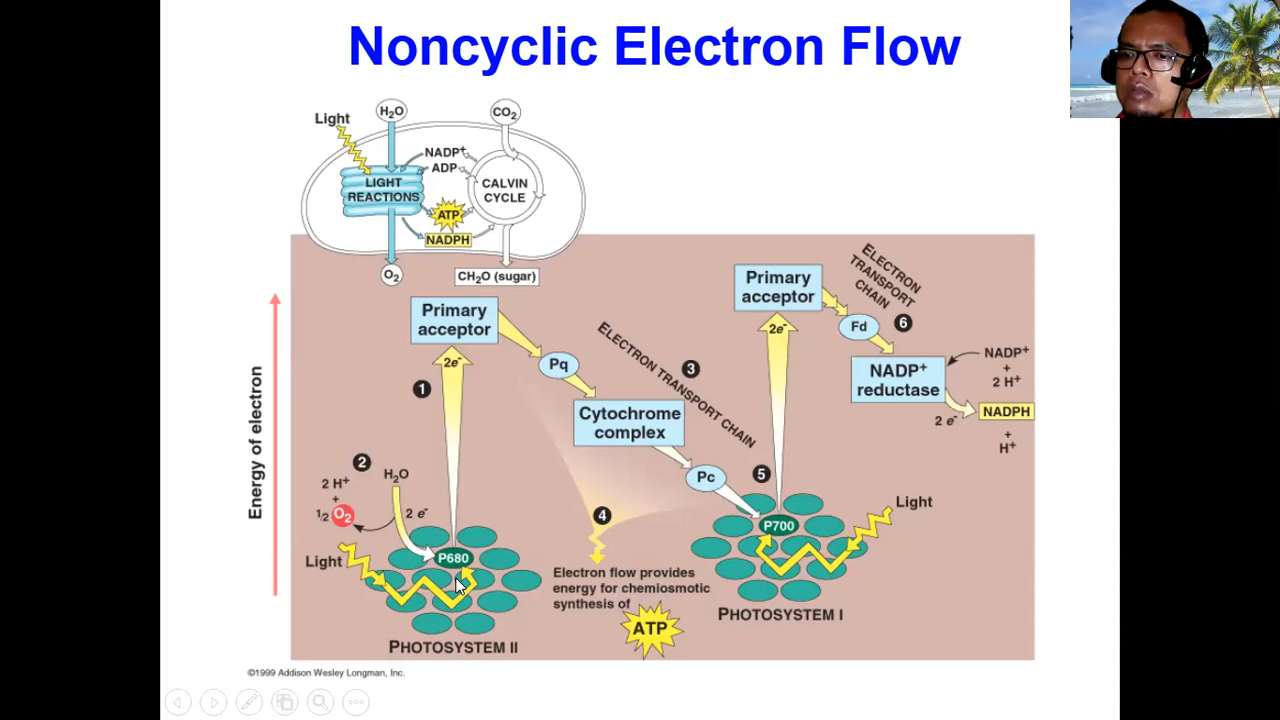 Noncyclic Electron Flow
Light
H₂O
CO₂
NADP⁺
ADP
LIGHT
REACTIONS
CALVIN
CYCLE
ATP
NADPH
O₂
CH₂O (sugar)
Energy of electron
Primary
acceptor
2e⁻
1
2
H₂O
2 H⁺
+
1/2 O₂
2 e⁻
Light
P680
PHOTOSYSTEM II
Pq
ELECTRON TRANSPORT CHAIN
3
Cytochrome
complex
Pc
4
Electron flow provides
energy for chemiosmotic
synthesis of
ATP
5
Primary
acceptor
2e⁻
P700
Light
PHOTOSYSTEM I
ELECTRON
TRANSPORT
CHAIN
Fd
6
NADP⁺
reductase
NADP⁺
+
2 H⁺
2 e⁻
NADPH
+
H⁺
©1999 Addison Wesley Longman, Inc.